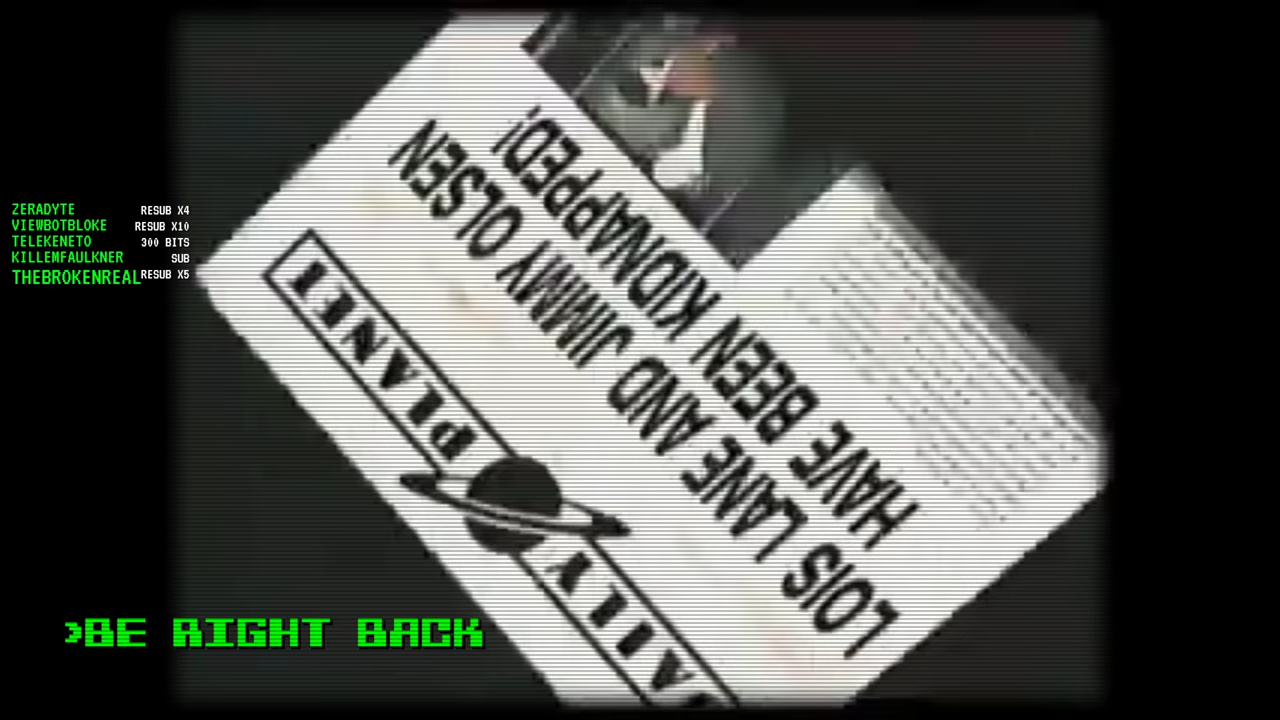 ZERADYTE RESUB X4
VIEWBOTBLOKE RESUB X10
TELEKENETO 300 BITS
KILLEMFAULKNER SUB
THEBROKENREAL RESUB X5
AILY PLANET
LOIS LANE AND JIMMY OLSEN
HAVE BEEN KIDNAPPED!
>BE RIGHT BACK